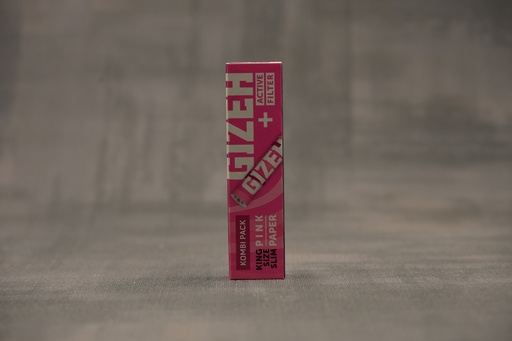 GIZEH
+
ACTIVE
FILTER
GIZEH
KOMBI PACK
KING
SIZE
SLIM
PINK
PAPER